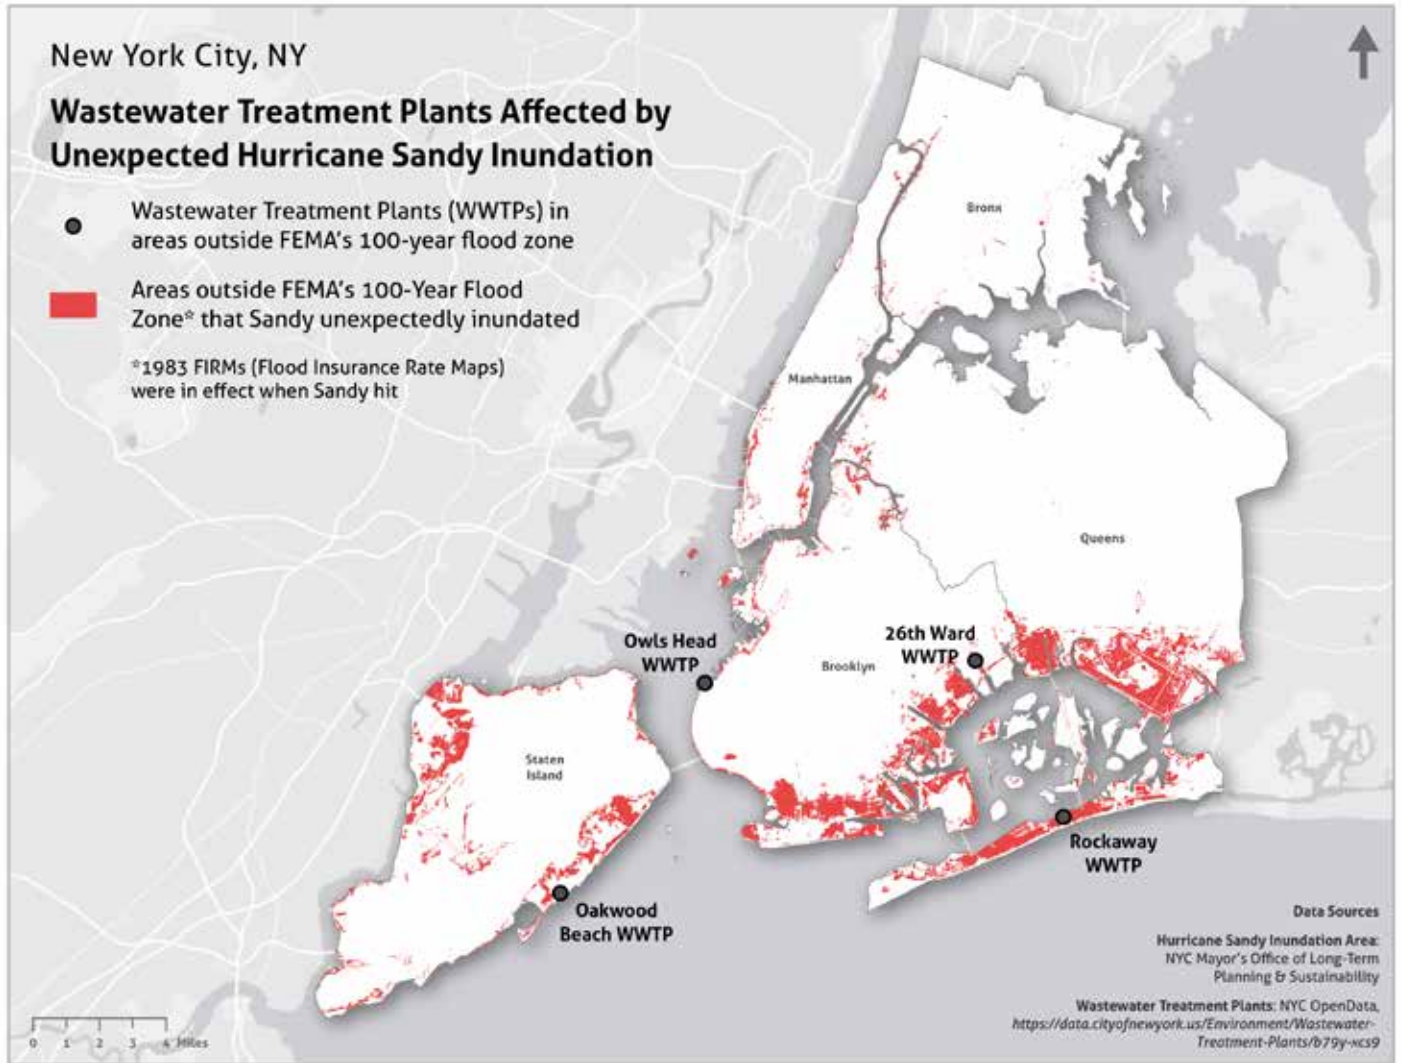 New York City, NY
Wastewater Treatment Plants Affected by
Unexpected Hurricane Sandy Inundation
Wastewater Treatment Plants (WWTPs) in
areas outside FEMA's 100-year flood zone
Areas outside FEMA's 100-Year Flood
Zone* that Sandy unexpectedly inundated
*1983 FIRMs (Flood Insurance Rate Maps)
were in effect when Sandy hit
Bronx
Manhattan
Queens
Owls Head
WWTP
26th Ward
WWTP
Brooklyn
Staten
Island
Rockaway
WWTP
Oakwood
Beach WWTP
Data Sources
Hurricane Sandy Inundation Area:
NYC Mayor's Office of Long-Term
Planning & Sustainability
Wastewater Treatment Plants: NYC OpenData,
https://data.cityofnewyork.us/Environment/Wastewater-
Treatment-Plants/b79y-xcs9
0 1 2 3 4 Miles